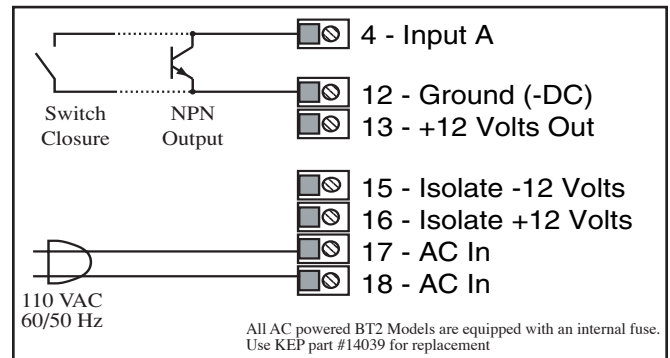 4 - Input A
12 - Ground (-DC)
13 - +12 Volts Out
Switch
Closure
NPN
Output
15 - Isolate -12 Volts
16 - Isolate +12 Volts
17 - AC In
18 - AC In
110 VAC
60/50 Hz
All AC powered BT2 Models are equipped with an internal fuse.
Use KEP part #14039 for replacement